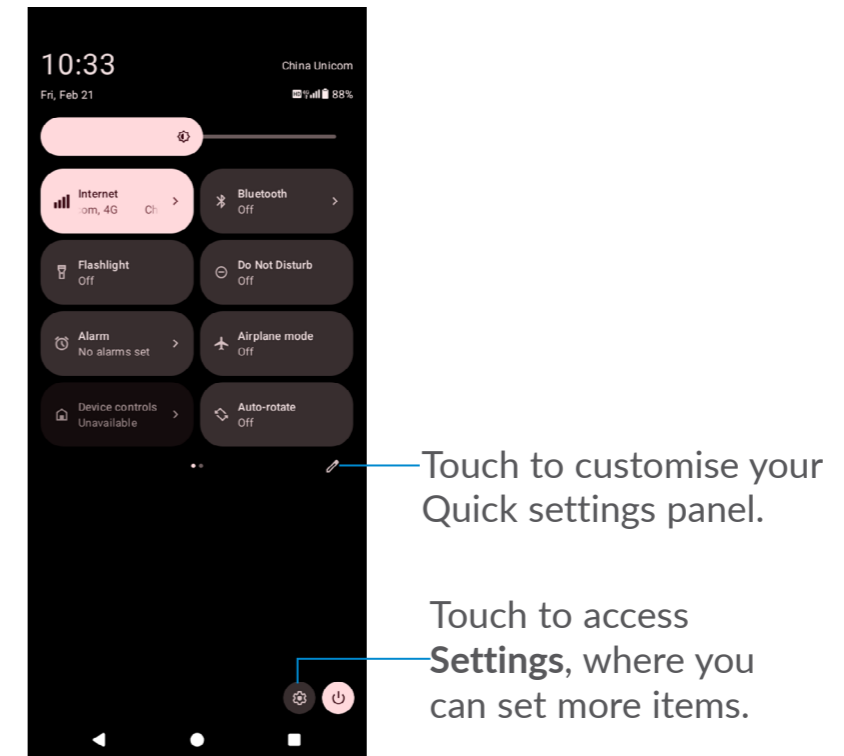 10:33
China Unicom
Fri, Feb 21
HD 88%
Internet
com, 4G Ch
Bluetooth
Off
Flashlight
Off
Do Not Disturb
Off
Alarm
No alarms set
Airplane mode
Off
Device controls
Unavailable
Auto-rotate
Off
Touch to customise your
Quick settings panel.
Touch to access
Settings, where you
can set more items.